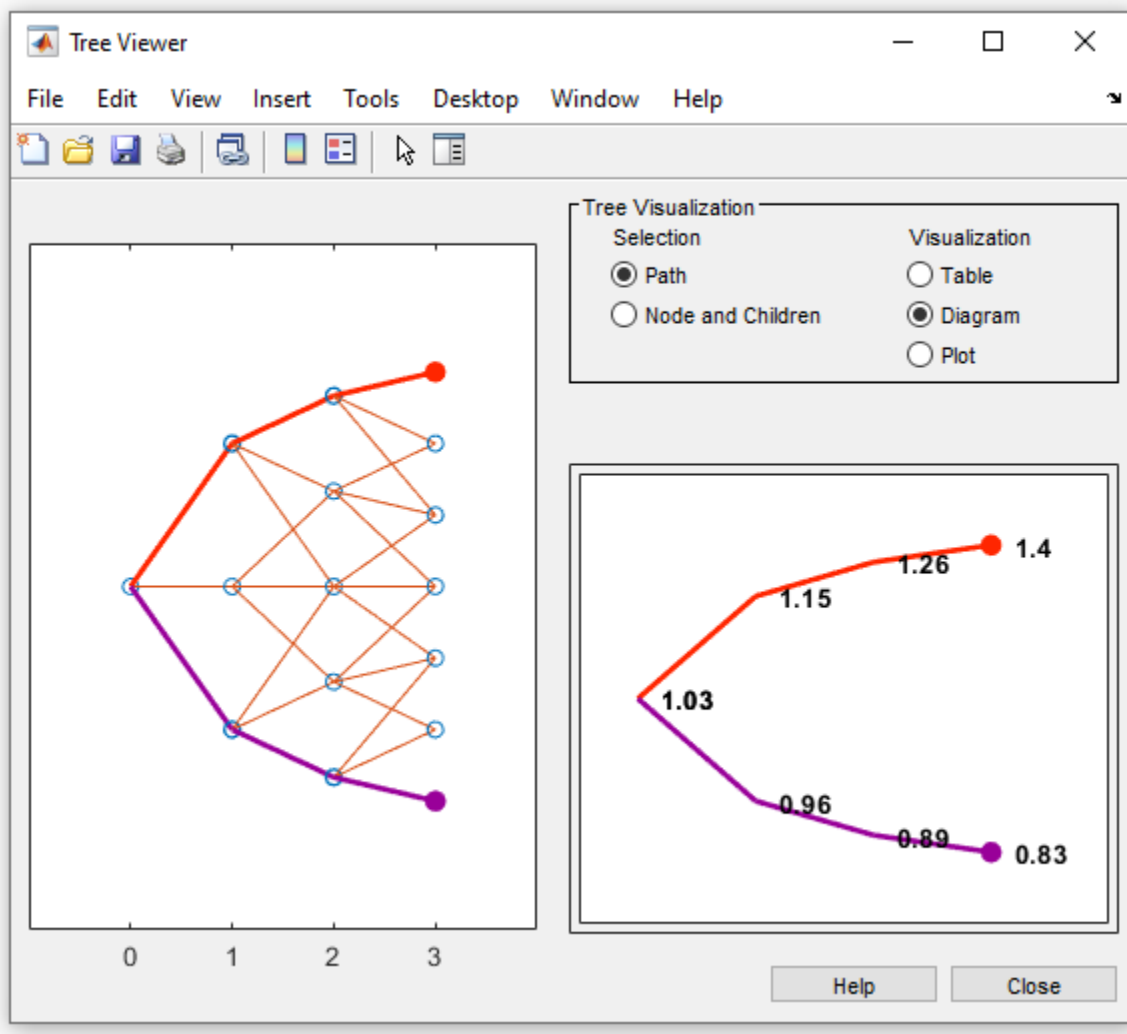 Tree Viewer
File Edit View Insert Tools Desktop Window Help
Tree Visualization
Selection Visualization
Path Table
Node and Children Diagram
Plot
1.4
1.26
1.15
1.03
0.96
0.89
0.83
0 1 2 3
Help Close